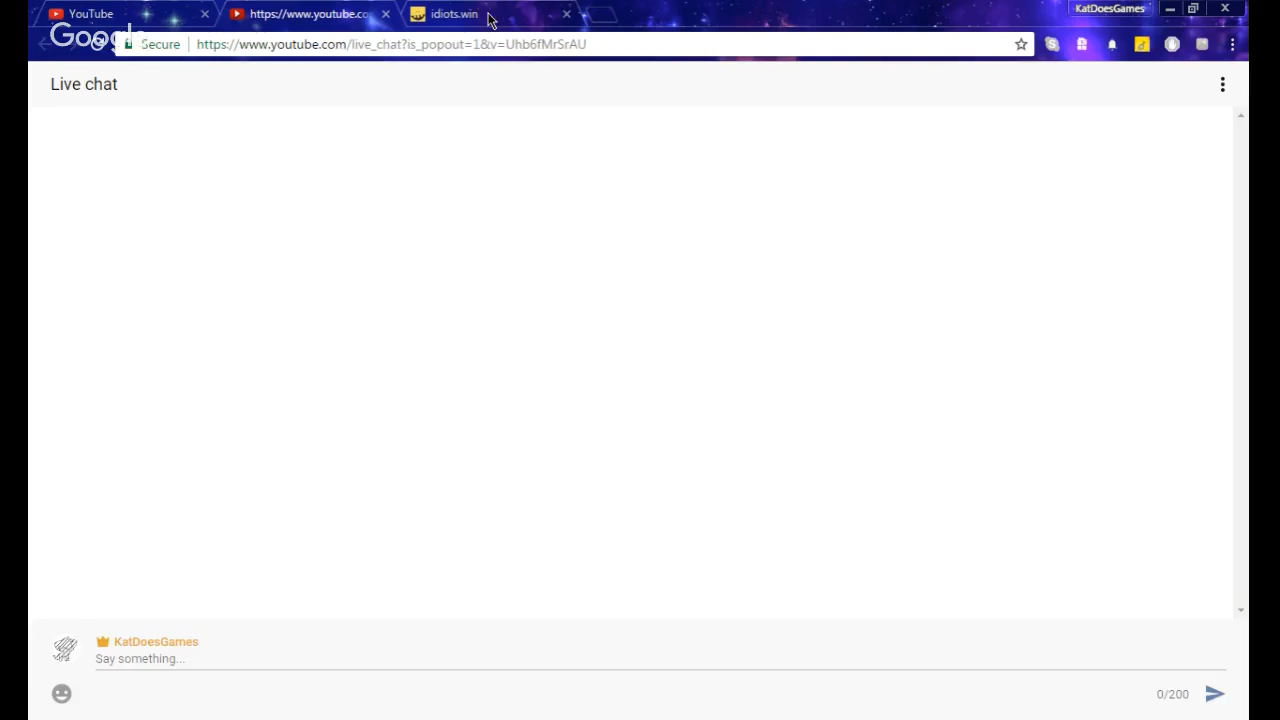 YouTube
https://www.youtube.co
idiots.win
KatDoesGames
Google
Secure
https://www.youtube.com/live_chat?is_popout=1&v=Uhb6fMrSrAU
Live chat
KatDoesGames
Say something...
0/200